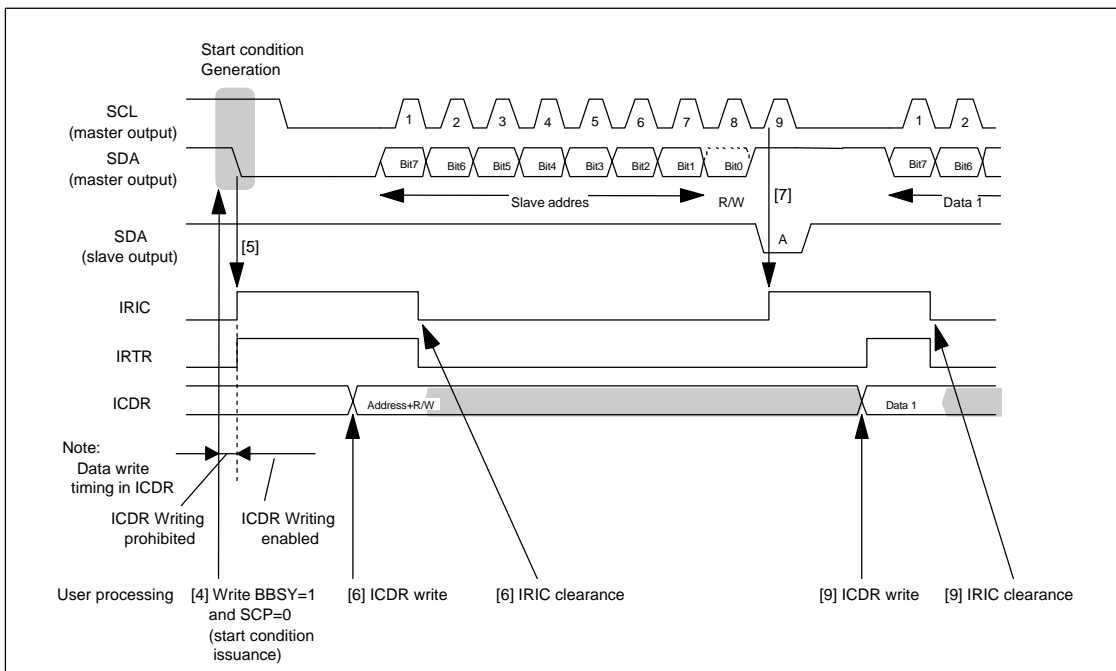 Start condition
Generation
SCL
(master output)
1 2 3 4 5 6 7 8 9 1 2
SDA
(master output)
Bit7 Bit6 Bit5 Bit4 Bit3 Bit2 Bit1 Bit0 Bit7 Bit6
Slave addres R/W [7] Data 1
SDA
(slave output)
[5] A
IRIC
IRTR
ICDR Address+R/W Data 1
Note:
Data write
timing in ICDR
ICDR Writing
prohibited
ICDR Writing
enabled
User processing
[4] Write BBSY=1
and SCP=0
(start condition
issuance)
[6] ICDR write
[6] IRIC clearance
[9] ICDR write
[9] IRIC clearance